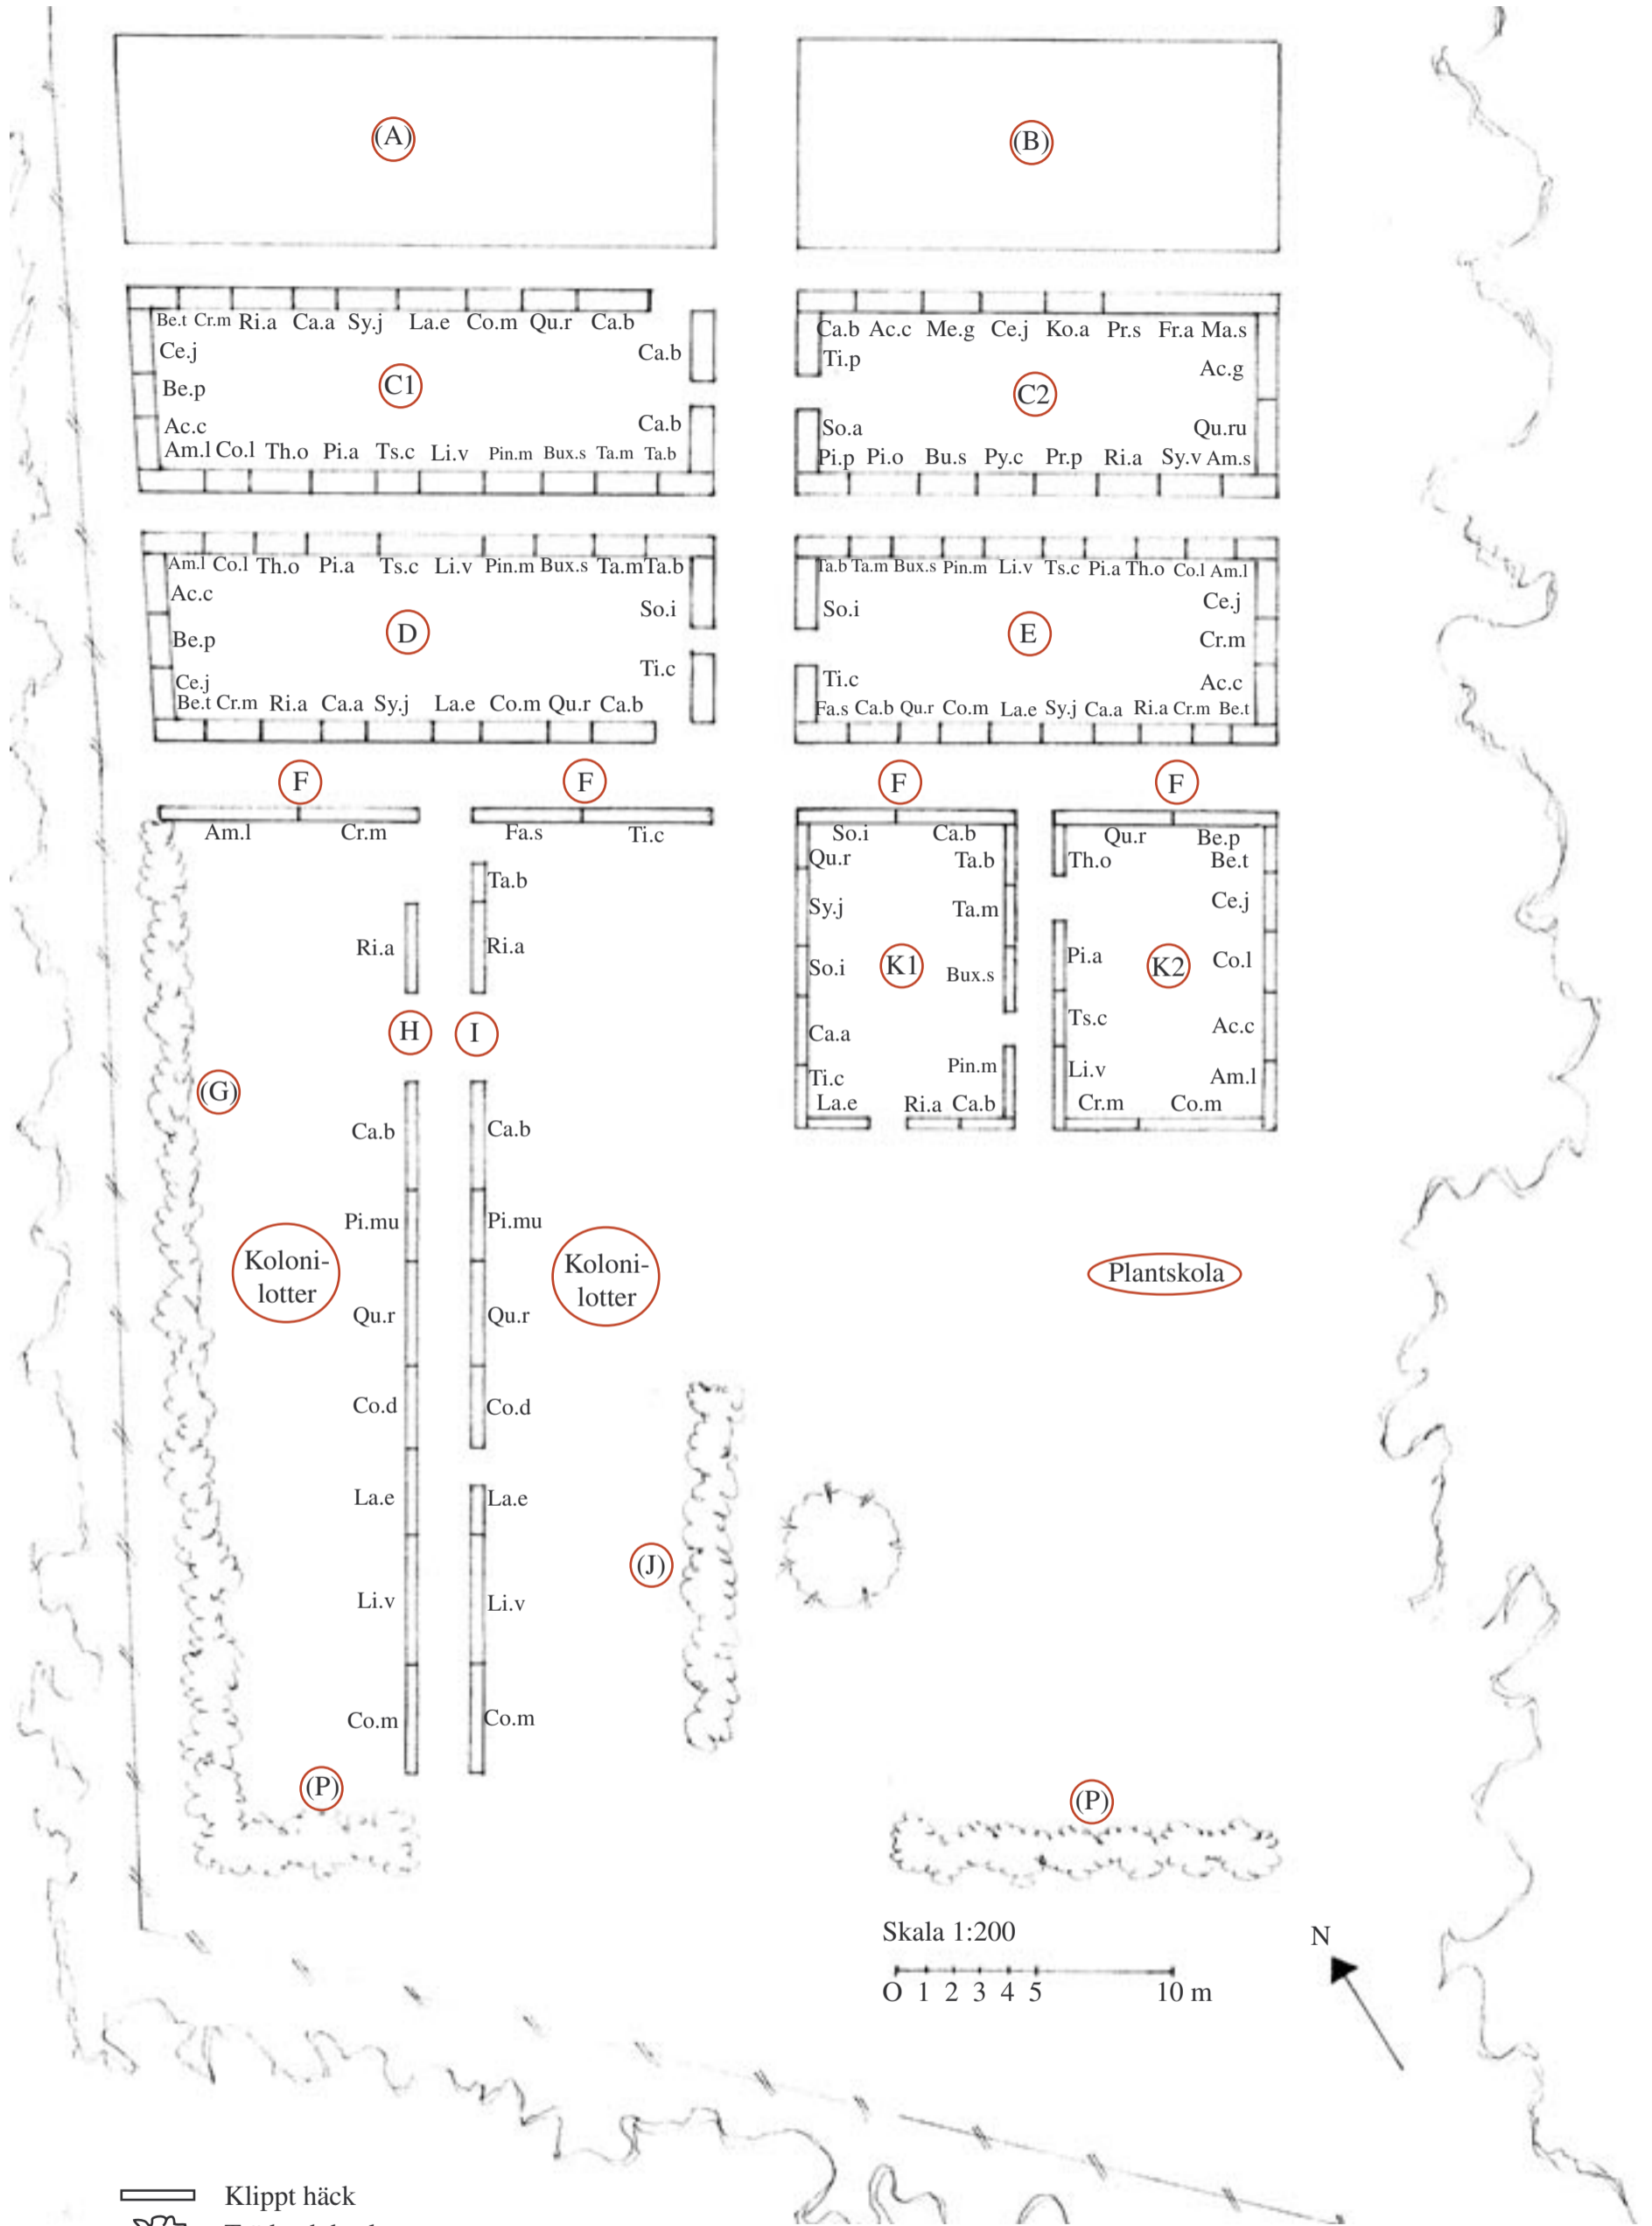 (A) (B)
Be.t Cr.m Ri.a Ca.a Sy.j La.e Co.m Qu.r Ca.b
Ca.b Ac.c Me.g Ce.j Ko.a Pr.s Fr.a Ma.s
Ce.j Ca.b Ti.p Ac.g
Be.p C1 C2
Ac.c Ca.b So.a Qu.ru
Am.l Co.l Th.o Pi.a Ts.c Li.v Pin.m Bux.s Ta.m Ta.b
Pi.p Pi.o Bu.s Py.c Pr.p Ri.a Sy.v Am.s
Am.l Co.l Th.o Pi.a Ts.c Li.v Pin.m Bux.s Ta.m Ta.b
Ta.b Ta.m Bux.s Pin.m Li.v Ts.c Pi.a Th.o Co.l Am.l
Ac.c So.i So.i Ce.j
Be.p D E Cr.m
Ce.j Ti.c Ti.c Ac.c
Be.t Cr.m Ri.a Ca.a Sy.j La.e Co.m Qu.r Ca.b
Fa.s Ca.b Qu.r Co.m La.e Sy.j Ca.a Ri.a Cr.m Be.t
F F F F
Am.l Cr.m Fa.s Ti.c So.i Ca.b Qu.r Be.p
Qu.r Ta.b Th.o Be.t
Ta.b
Sy.j Ta.m Ce.j
Ri.a Ri.a
So.i K1 Bux.s Pi.a K2 Co.l
H I
Ca.a Ts.c Ac.c
Pin.m Li.v
(G) Ti.c Am.l
La.e Ri.a Ca.b Cr.m Co.m
Ca.b Ca.b
Pi.mu Pi.mu
Koloni-
lotter
Koloni-
lotter
Plantskola
Qu.r Qu.r
Co.d Co.d
La.e La.e
(J)
Li.v Li.v
Co.m Co.m
(P) (P)
Skala 1:200
N
O 1 2 3 4 5 10 m
Klippt häck